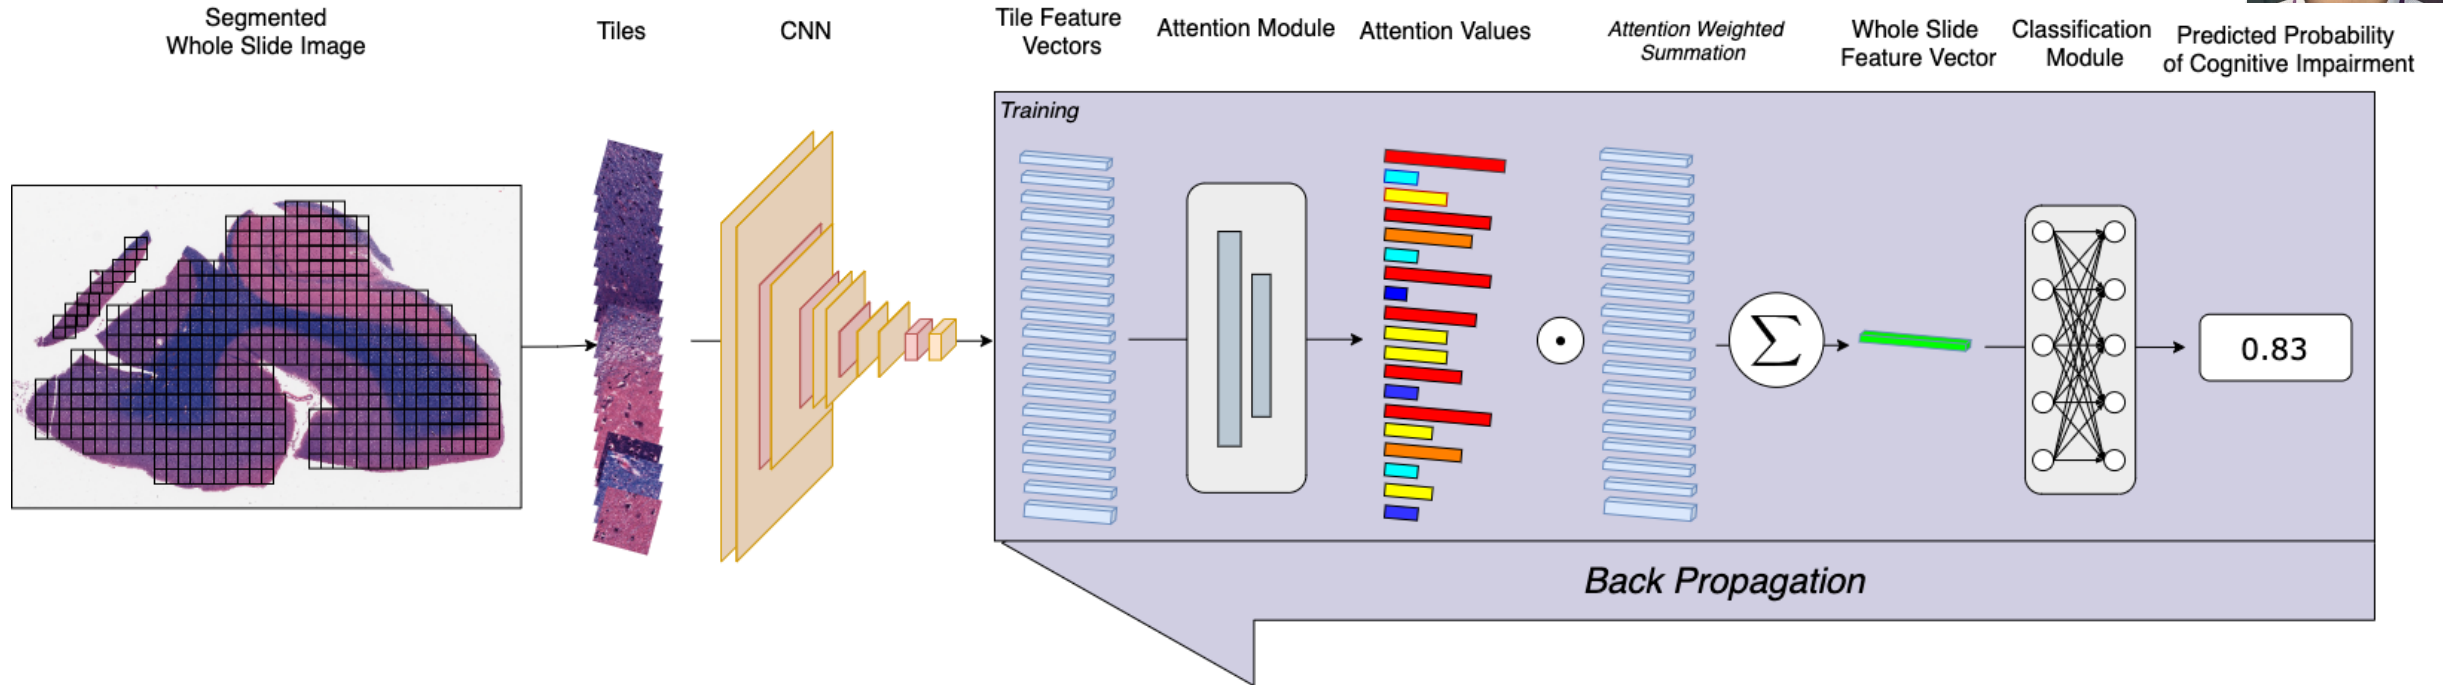 Segmented
Whole Slide Image
Tiles
CNN
Tile Feature
Vectors
Attention Module
Attention Values
Attention Weighted
Summation
Whole Slide
Feature Vector
Classification
Module
Predicted Probability
of Cognitive Impairment
Training
Σ
0.83
Back Propagation